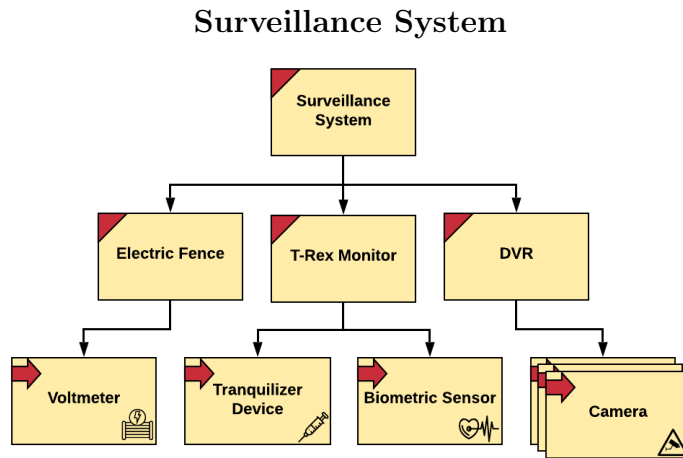 Surveillance System
Surveillance
System
Electric Fence
T-Rex Monitor
DVR
Voltmeter
Tranquilizer
Device
Biometric Sensor
Camera